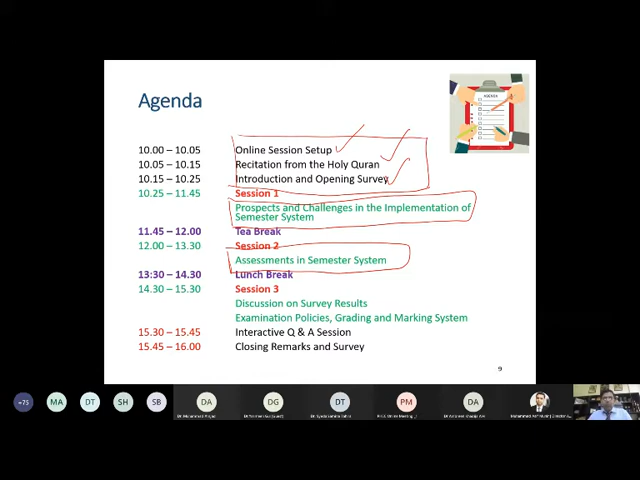 Agenda
AGENDA
10.00 – 10.05 Online Session Setup
10.05 – 10.15 Recitation from the Holy Quran
10.15 – 10.25 Introduction and Opening Survey
10.25 – 11.45 Session 1
Prospects and Challenges in the Implementation of
Semester System
11.45 – 12.00 Tea Break
12.00 – 13.30 Session 2
Assessments in Semester System
13:30 – 14.30 Lunch Break
14.30 – 15.30 Session 3
Discussion on Survey Results
Examination Policies, Grading and Marking System
15.30 – 15.45 Interactive Q & A Session
15.45 – 16.00 Closing Remarks and Survey
9
+75 MA DT SH SB DA DG DT PM DA